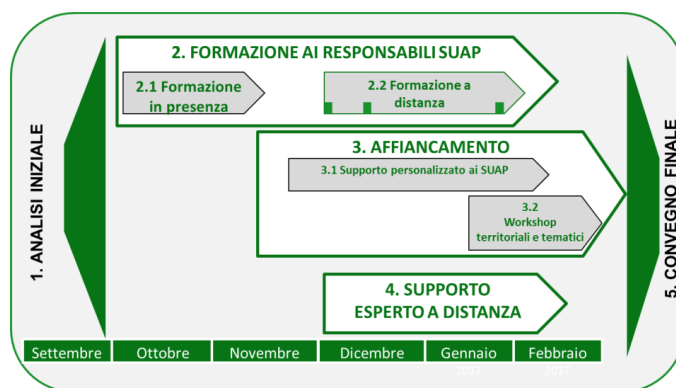 1. ANALISI INIZIALE
2. FORMAZIONE AI RESPONSABILI SUAP
2.1 Formazione
in presenza
2.2 Formazione a
distanza
3. AFFIANCAMENTO
3.1 Supporto personalizzato ai SUAP
3.2
Workshop
territoriali e tematici
4. SUPPORTO
ESPERTO A DISTANZA
5. CONVEGNO FINALE
Settembre
Ottobre
Novembre
Dicembre
Gennaio
2017
Febbraio
2017